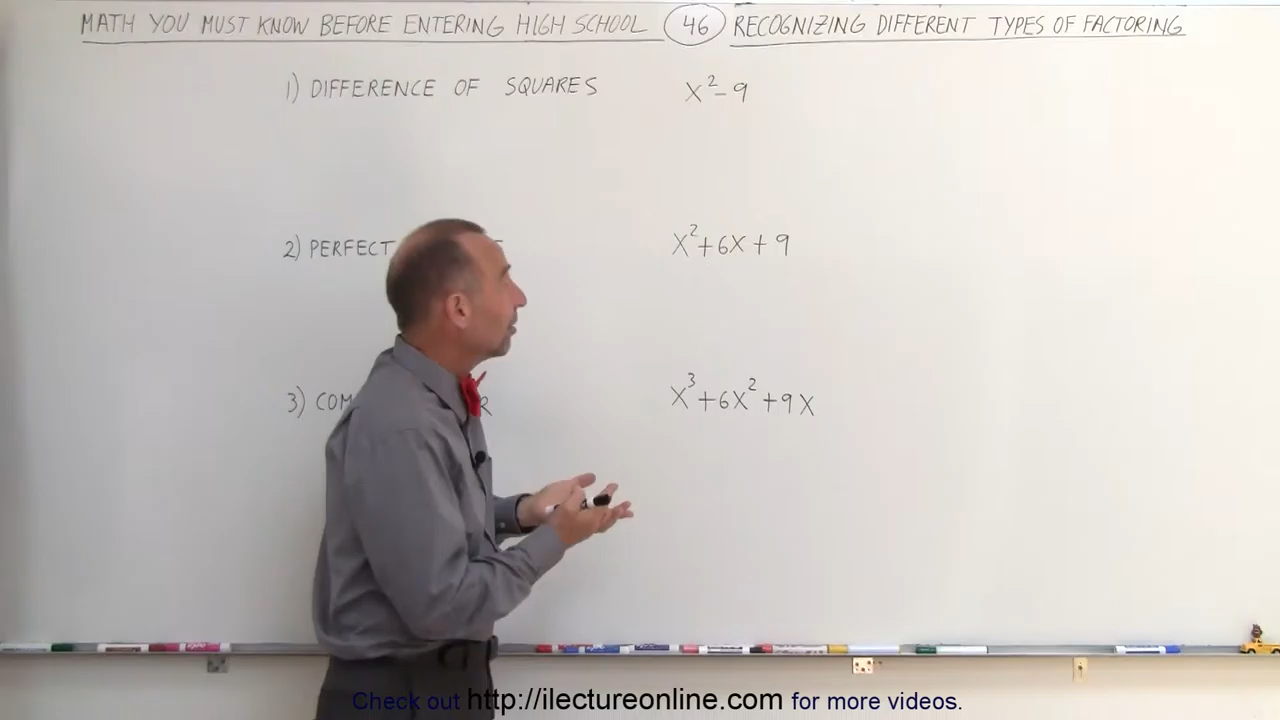 MATH YOU MUST KNOW BEFORE ENTERING HIGH SCHOOL 46 RECOGNIZING DIFFERENT TYPES OF FACTORING
1) DIFFERENCE OF SQUARES x²-9
2) PERFECT x²+6x+9
3) x³+6x²+9x
Check out http://ilectureonline.com for more videos.